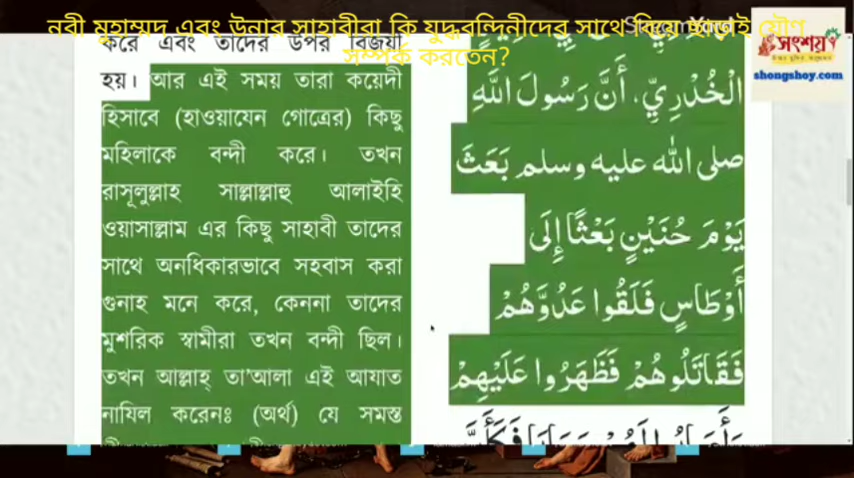 নবী মুহাম্মদ এবং উনার সাহাবীরা কি যুদ্ধবন্দিনীদের সাথে বিয়ে ছাড়াই যৌণ
সম্পর্ক করতেন?
সংশয়
shongshoy.com
করে এবং তাদের উপর বিজয়ী
হয়। আর এই সময় তারা কয়েদী
হিসাবে (হাওয়াযেন গোত্রের) কিছু
মহিলাকে বন্দী করে। তখন
রাসূলুল্লাহ সাল্লাল্লাহু আলাইহি
ওয়াসাল্লাম এর কিছু সাহাবী তাদের
সাথে অনধিকারভাবে সহবাস করা
গুনাহ মনে করে, কেননা তাদের
মুশরিক স্বামীরা তখন বন্দী ছিল।
তখন আল্লাহ্ তা'আলা এই আযাত
নাযিল করেনঃ (অর্থ) যে সমস্ত
الْخُدْرِيِّ، أَنَّ رَسُولَ اللَّهِ
صلى الله عليه وسلم بَعَثَ
يَوْمَ حُنَيْنٍ بَعْثًا إِلَى
أَوْطَاسٍ فَلَقُوا عَدُوَّهُمْ
فَقَاتَلُوهُمْ فَظَهَرُوا عَلَيْهِمْ